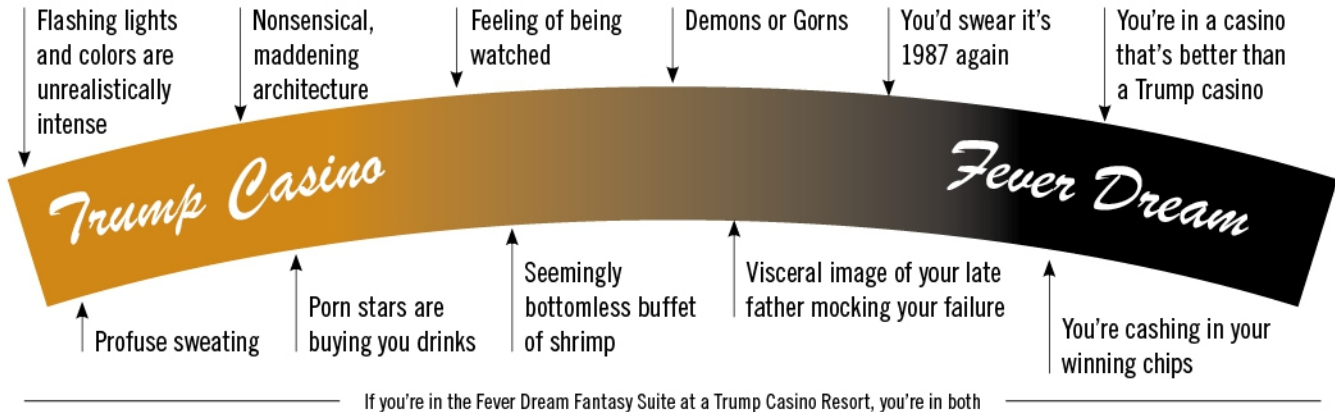 Flashing lights
and colors are
unrealistically
intense
Nonsensical,
maddening
architecture
Feeling of being
watched
Demons or Gorns
You'd swear it's
1987 again
You're in a casino
that's better than
a Trump casino
Trump Casino
Fever Dream
Profuse sweating
Porn stars are
buying you drinks
Seemingly
bottomless buffet
of shrimp
Visceral image of your late
father mocking your failure
You're cashing in your
winning chips
If you're in the Fever Dream Fantasy Suite at a Trump Casino Resort, you're in both